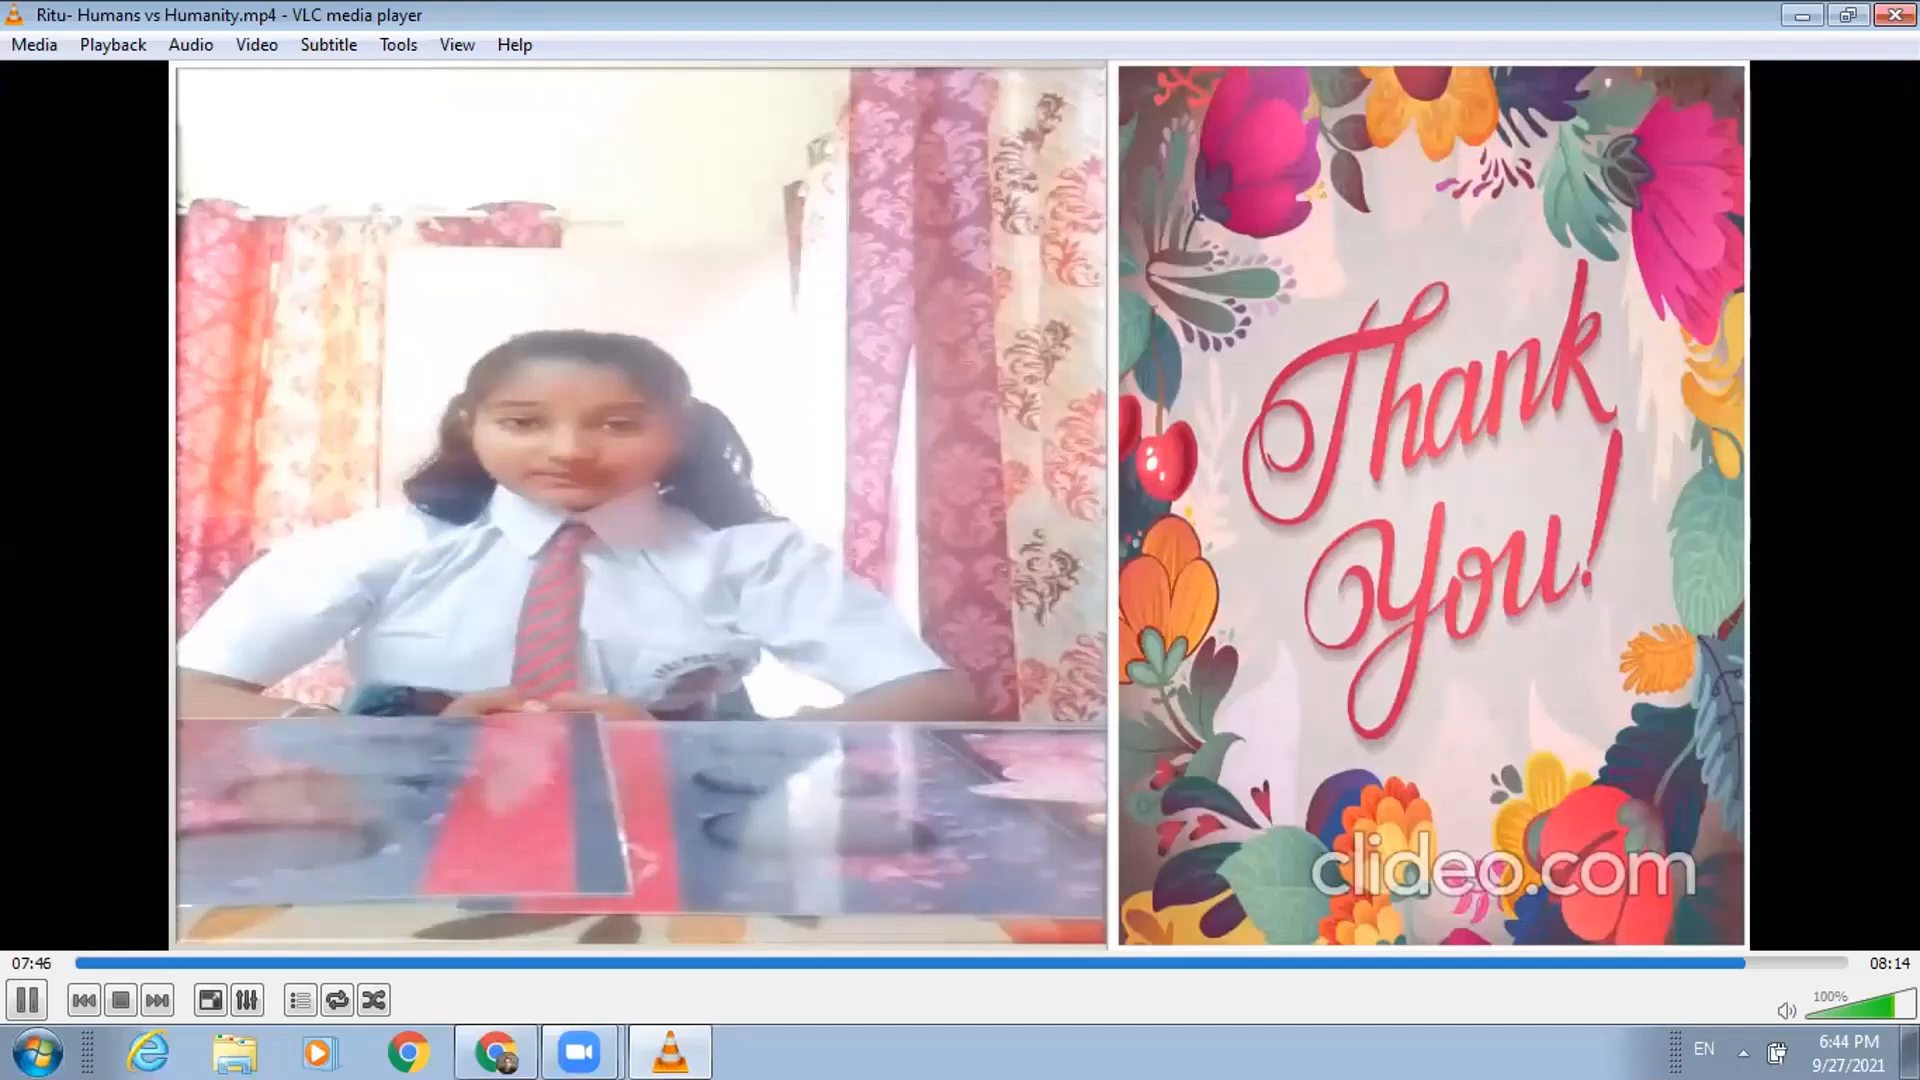 Ritu- Humans vs Humanity.mp4 - VLC media player
Media Playback Audio Video Subtitle Tools View Help
Thank
You!
clideo.com
07:46
08:14
100%
EN
6:44 PM
9/27/2021